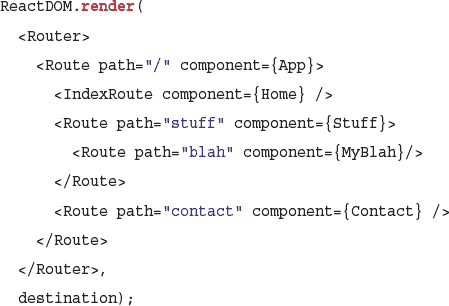 ReactDOM.render(
  <Router>
    <Route path="/" component={App}>
      <IndexRoute component={Home} />
      <Route path="stuff" component={Stuff}>
        <Route path="blah" component={MyBlah}/>
      </Route>
      <Route path="contact" component={Contact} />
    </Route>
  </Router>,
  destination);